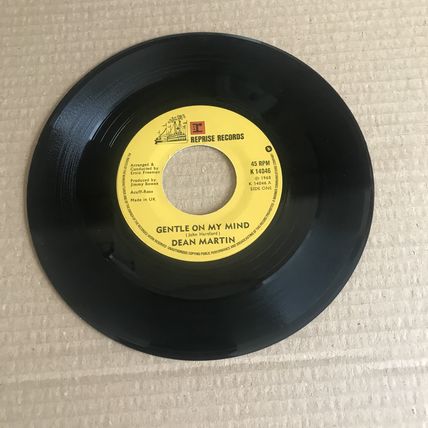 REPRISE RECORDS
Arranged &
Conducted by
Ernie Freeman
Produced by
Jimmy Bowen
Acuff-Rose
Made in U.K.
45 RPM
K 14046
℗ 1968
K 14046 A
SIDE ONE
GENTLE ON MY MIND
(John Hartford)
DEAN MARTIN